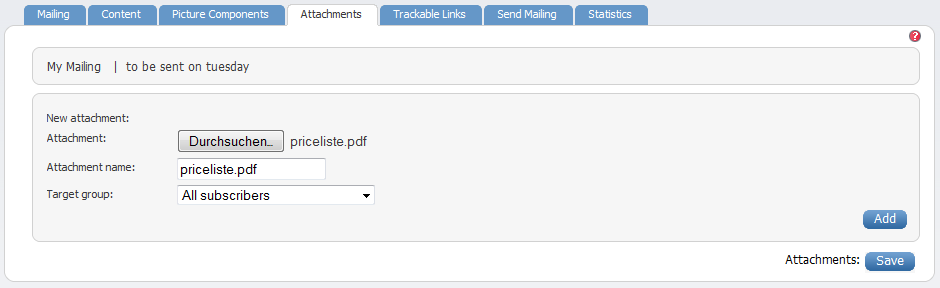 Mailing Content Picture Components Attachments Trackable Links Send Mailing Statistics
?
My Mailing | to be sent on tuesday
New attachment:
Attachment: Durchsuchen... priceliste.pdf
Attachment name: priceliste.pdf
Target group: All subscribers
Add
Attachments: Save